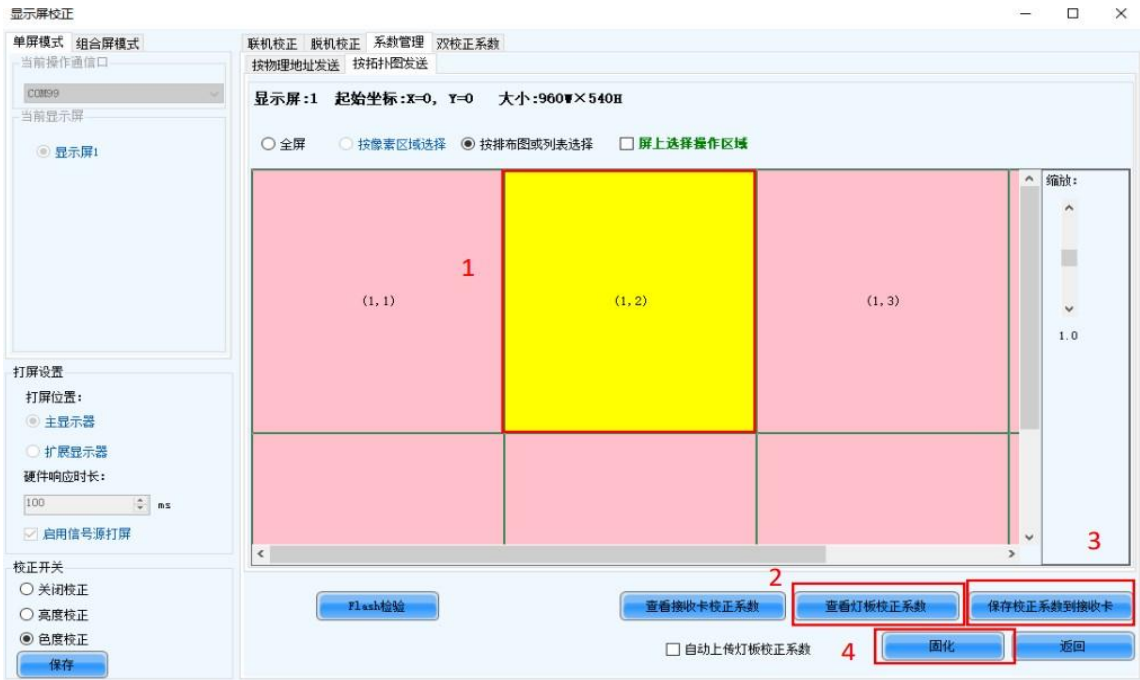 显示屏校正
单屏模式 组合屏模式
当前操作通信口
COM99
当前显示屏
显示屏1
打屏设置
打屏位置:
主显示器
扩展显示器
硬件响应时长:
100 ms
启用信号源打屏
校正开关
关闭校正
亮度校正
色度校正
保存
联机校正 脱机校正 系数管理 双校正系数
按物理地址发送 按拓扑图发送
显示屏:1 起始坐标:X=0, Y=0 大小:960W×540H
全屏 按像素区域选择 按排布图或列表选择 屏上选择操作区域
缩放:
1
(1,1) (1,2) (1,3)
1.0
3
2
Flash检验 查看接收卡校正系数 查看灯板校正系数 保存校正系数到接收卡
自动上传灯板校正系数 4 固化 返回